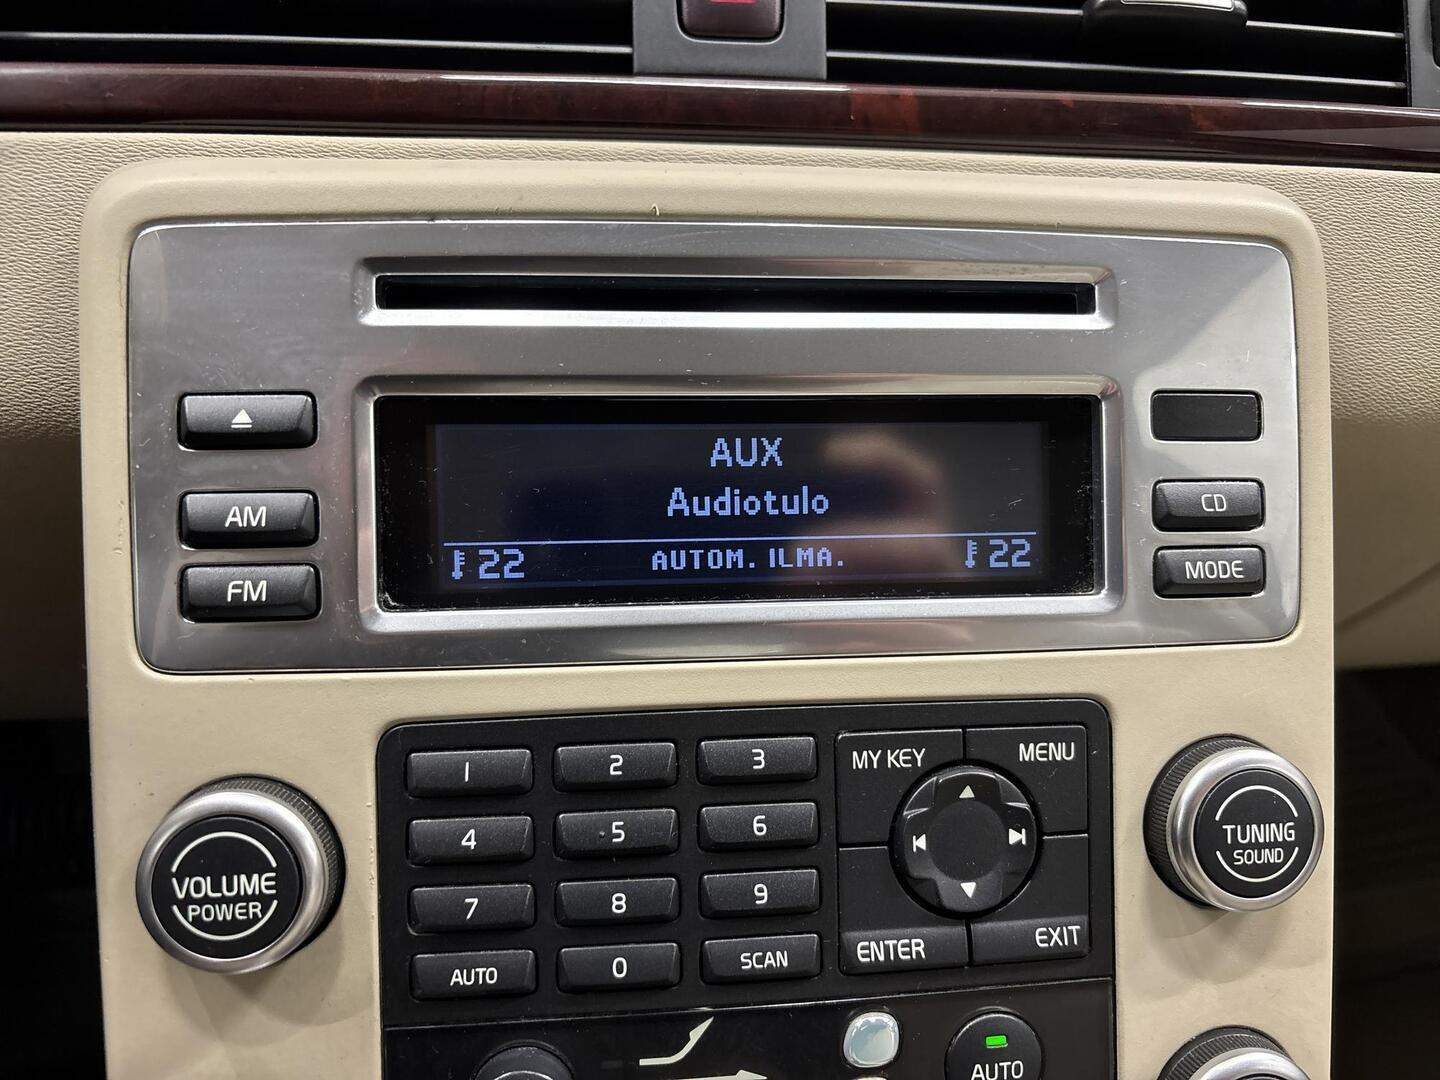 AUX
Audiotulo
22 AUTOM. ILMA. 22
AM
FM
CD
MODE
1 2 3
4 5 6
7 8 9
AUTO 0 SCAN
MY KEY MENU
ENTER EXIT
VOLUME
POWER
TUNING
SOUND
AUTO